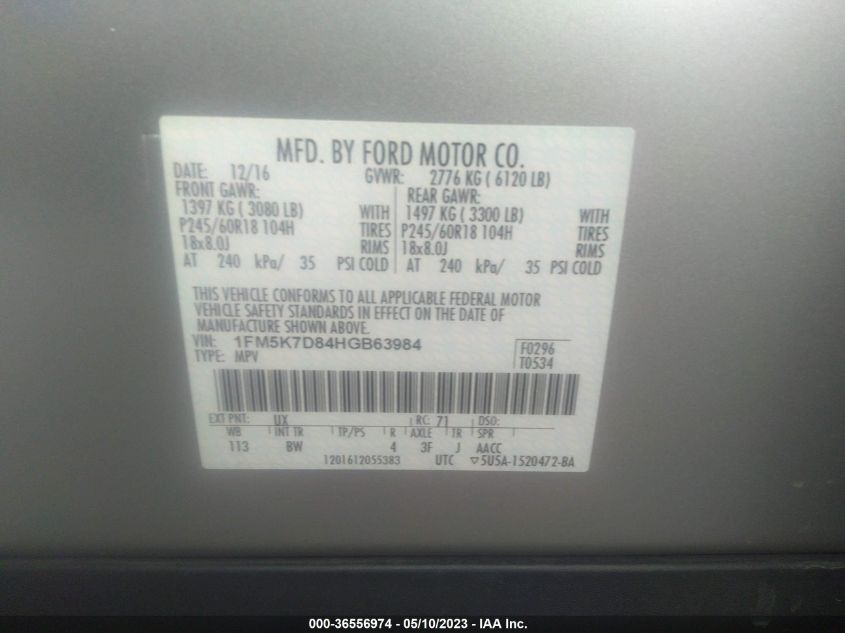 MFD. BY FORD MOTOR CO.
DATE: 12/16 GVWR: 2776 KG ( 6120 LB)
FRONT GAWR: REAR GAWR:
1397 KG ( 3080 LB) WITH 1497 KG ( 3300 LB) WITH
P245/60R18 104H TIRES P245/60R18 104H TIRES
18x8.0J RIMS 18x8.0J RIMS
AT 240 kPa/ 35 PSI COLD AT 240 kPa/ 35 PSI COLD
THIS VEHICLE CONFORMS TO ALL APPLICABLE FEDERAL MOTOR
VEHICLE SAFETY STANDARDS IN EFFECT ON THE DATE OF
MANUFACTURE SHOWN ABOVE.
VIN: 1FM5K7D84HGB63984 F0296
TYPE: MPV T0534
EXT PNT: UX RC: 71 DSO:
WB INT TR TP/PS R AXLE TR SPR
113 BW 4 3F J AACC
1201612055383 UTC ▽5U5A-1520472-BA
000-36556974 - 05/10/2023 - IAA Inc.